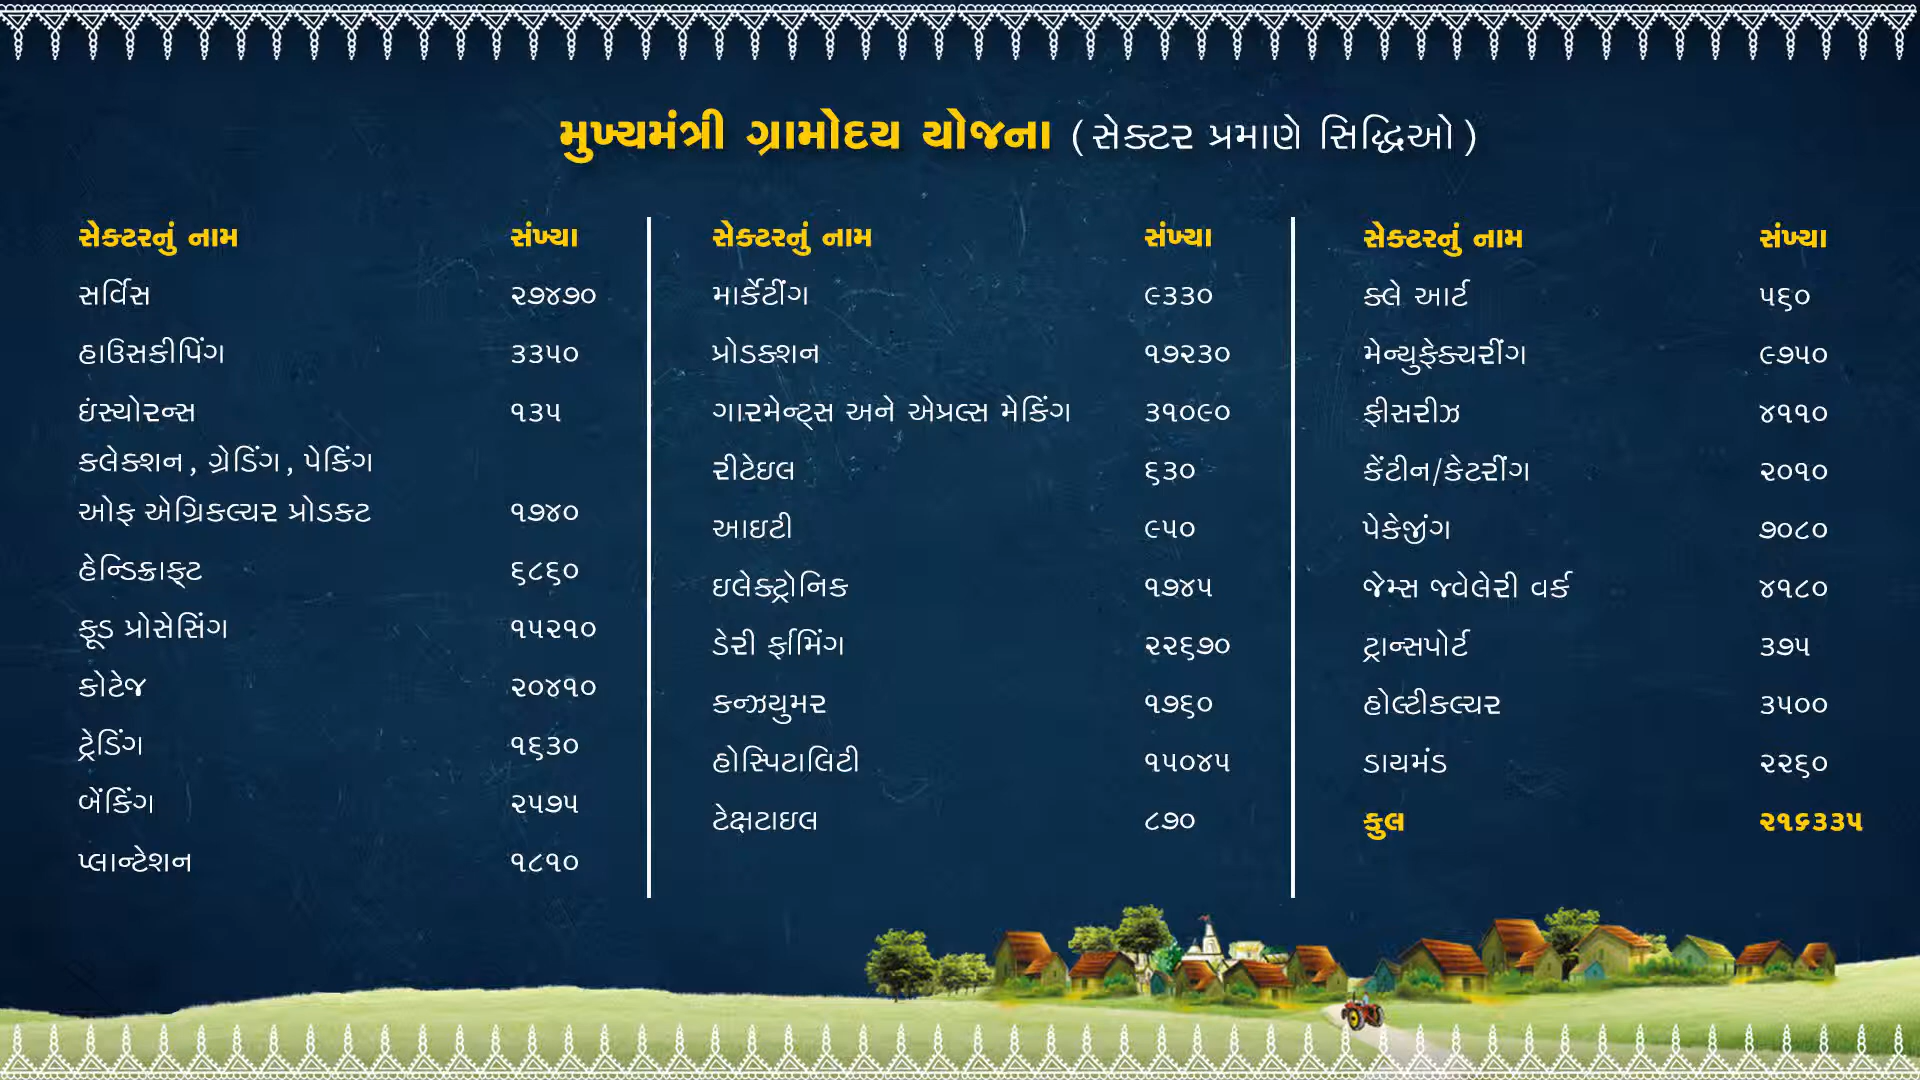 મુખ્યમંત્રી ગ્રામોદય યોજના (સેક્ટર પ્રમાણે સિદ્ધિઓ)
સેક્ટરનું નામ સંખ્યા
સર્વિસ ૨૭૪૭૦
હાઉસકીપિંગ ૩૩૫૦
ઇંસ્યોરન્સ ૧૩૫
કલેક્શન, ગ્રેડિંગ, પેકિંગ
ઓફ એગ્રિકલ્ચર પ્રોડકટ ૧૭૪૦
હેન્ડિક્રાફ્ટ ૬૮૬૦
ફૂડ પ્રોસેસિંગ ૧૫૨૧૦
કોટેજ ૨૦૪૧૦
ટ્રેડિંગ ૧૬૩૦
બેંકિંગ ૨૫૭૫
પ્લાન્ટેશન ૧૮૧૦
સેક્ટરનું નામ સંખ્યા
માર્કેટીંગ ૯૩૩૦
પ્રોડક્શન ૧૭૨૩૦
ગારમેન્ટ્સ અને એપ્રલ્સ મેકિંગ ૩૧૦૯૦
રીટેઇલ ૬૩૦
આઇટી ૯૫૦
ઇલેક્ટ્રોનિક ૧૭૪૫
ડેરી ફર્મિંગ ૨૨૬૭૦
કન્ઝ્યુમર ૧૭૬૦
હોસ્પિટાલિટી ૧૫૦૪૫
ટેક્ષટાઇલ ૮૭૦
સેક્ટરનું નામ સંખ્યા
ક્લે આર્ટ ૫૬૦
મેન્યુફેક્ચરીંગ ૯૭૫૦
ફીસરીઝ ૪૧૧૦
કેંટીન/કેટરીંગ ૨૦૧૦
પેકેજીંગ ૭૦૮૦
જેમ્સ જ્વેલેરી વર્ક ૪૧૮૦
ટ્રાન્સપોર્ટ ૩૭૫
હોલ્ટીકલ્ચર ૩૫૦૦
ડાયમંડ ૨૨૬૦
કુલ ૨૧૬૩૩૫